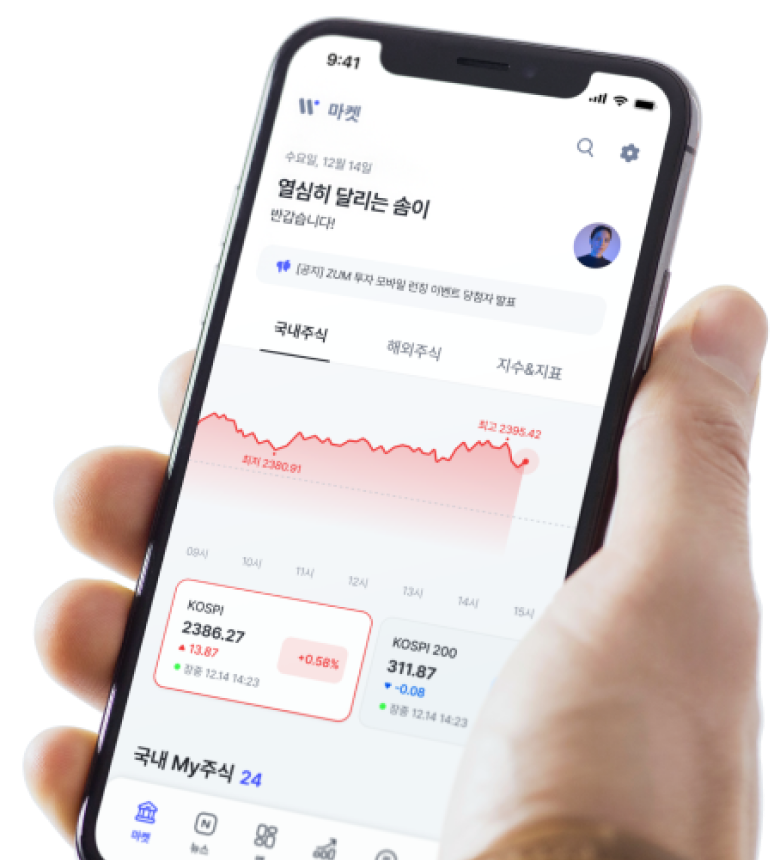 9:41
마켓
수요일, 12월 14일
열심히 달리는 솜이
반갑습니다!
[공지] ZUM 투자 모바일 런칭 이벤트 당첨자 발표
국내주식 해외주식 지수&지표
최고 2395.42
최저 2380.91
09시 10시 11시 12시 13시 14시 15시
KOSPI
2386.27
▲ 13.87
+0.58%
장중 12.14 14:23
KOSPI 200
311.87
▼ -0.08
장중 12.14 14:23
국내 My주식 24
마켓
N
뉴스